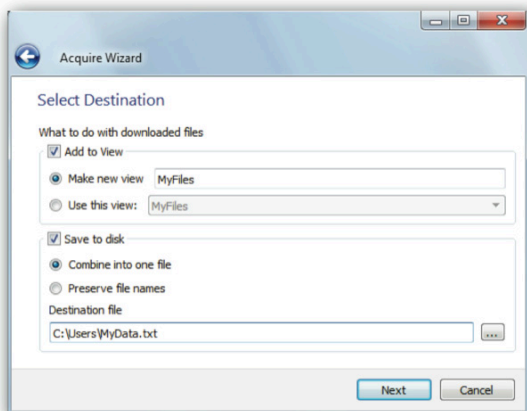 Acquire Wizard
Select Destination
What to do with downloaded files
Add to View
Make new view MyFiles
Use this view: MyFiles
Save to disk
Combine into one file
Preserve file names
Destination file
C:\Users\MyData.txt ...
Next Cancel